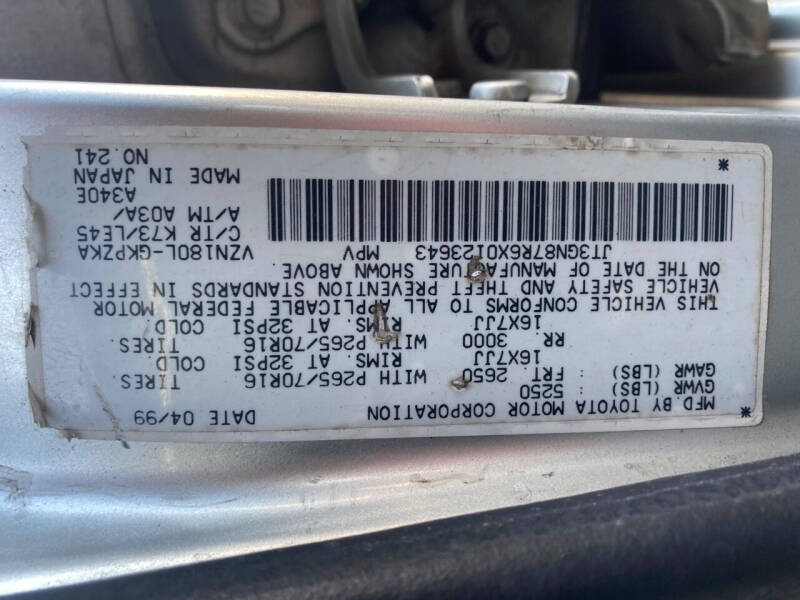 * MFD. BY TOYOTA MOTOR CORPORATION DATE 04/99
GVWR (LBS) : 5250
GAWR (LBS) : FRT. 2650 WITH P265/70R16 TIRES.
16X7JJ RIMS. AT 32PSI COLD
RR. 3000 WITH P265/70R16 TIRES.
16X7JJ RIMS. AT 32PSI COLD
THIS VEHICLE CONFORMS TO ALL APPLICABLE FEDERAL MOTOR
VEHICLE SAFETY AND THEFT PREVENTION STANDARDS IN EFFECT
ON THE DATE OF MANUFACTURE SHOWN ABOVE
JT3GN87R6X0123643 MPV VZN180L-GKPZKA
C/TR K73/LE45
A/TM A03A/
A340E
MADE IN JAPAN
* NO.241